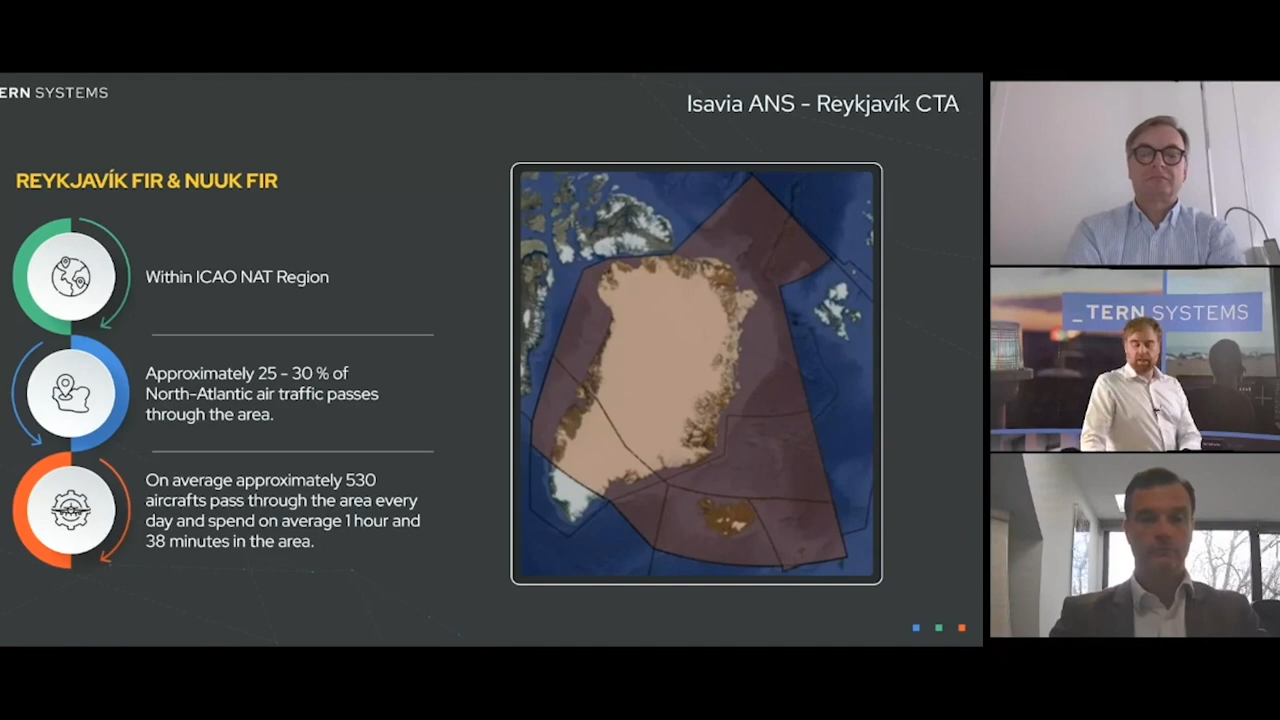 ERN SYSTEMS
Isavia ANS - Reykjavík CTA
REYKJAVÍK FIR & NUUK FIR
Within ICAO NAT Region
Approximately 25 - 30 % of
North-Atlantic air traffic passes
through the area.
On average approximately 530
aircrafts pass through the area every
day and spend on average 1 hour and
38 minutes in the area.
_TERN SYSTEMS